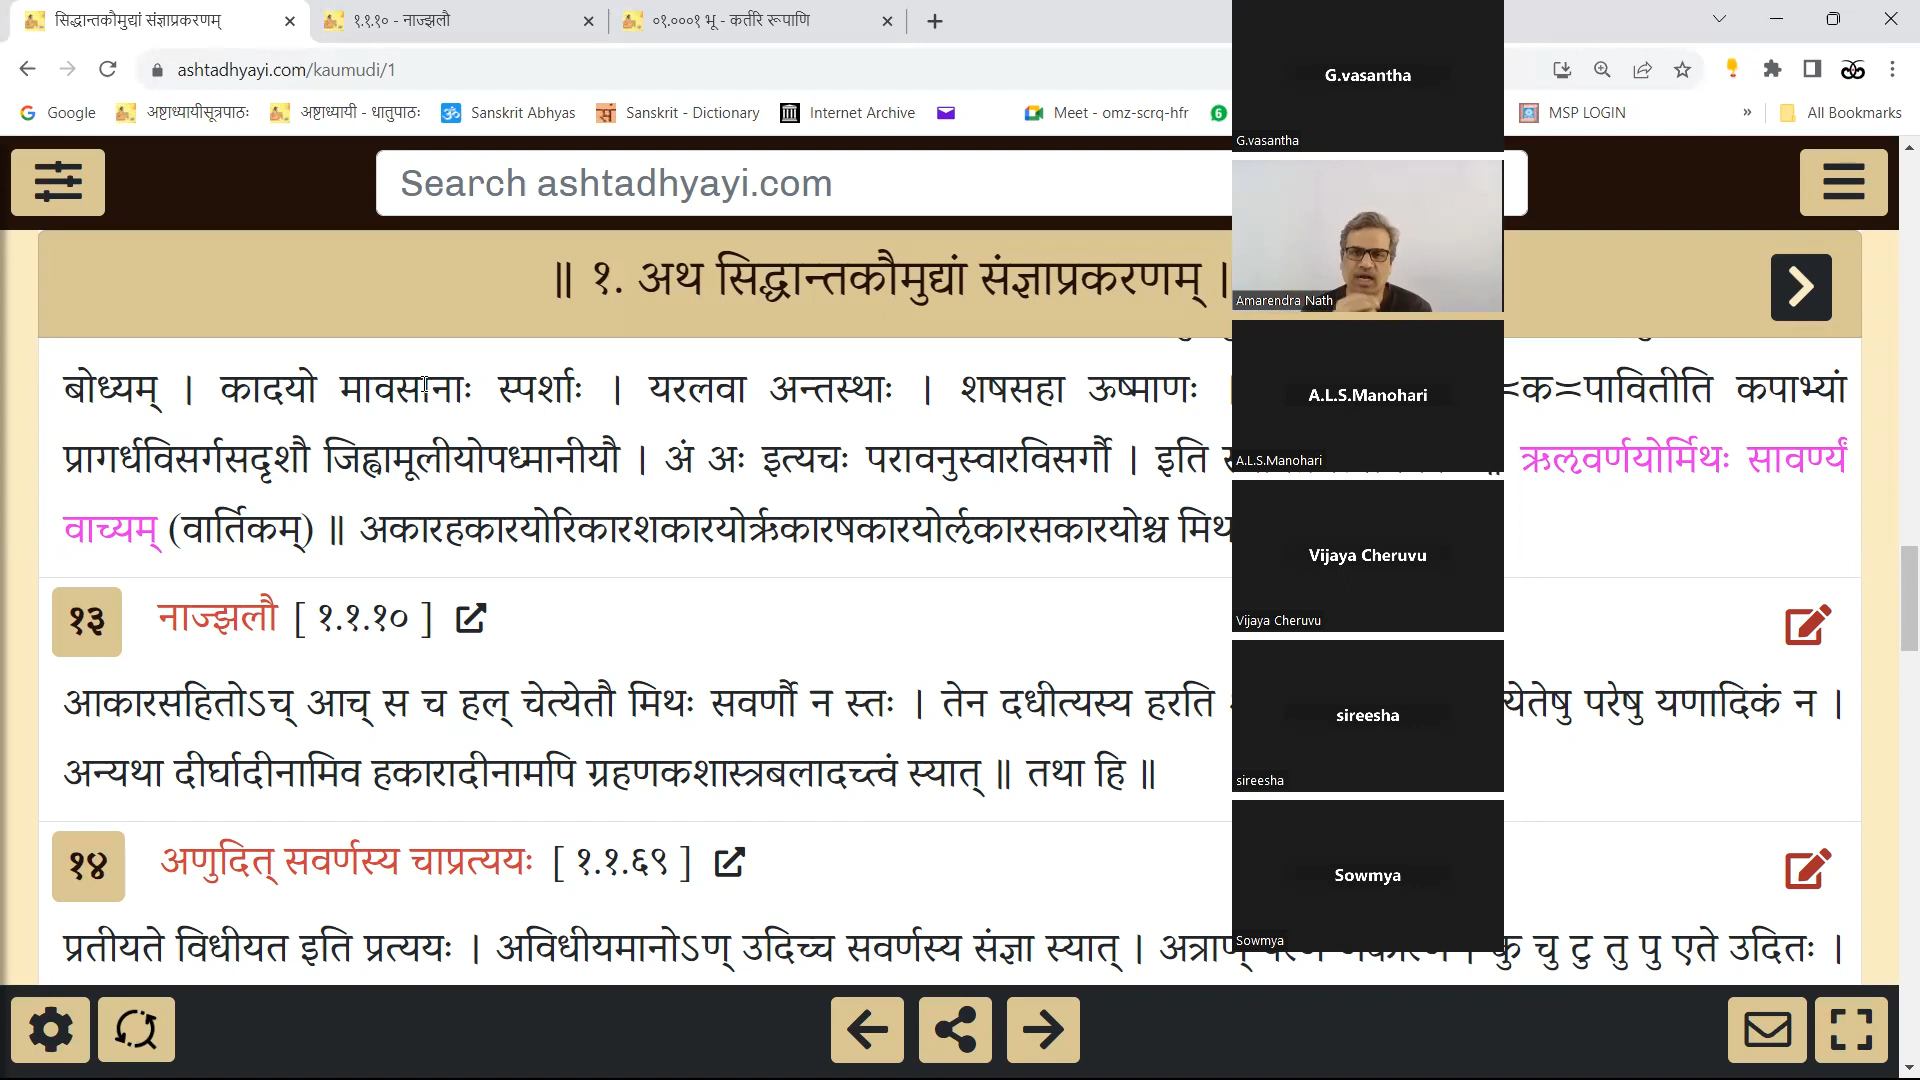 सिद्धान्तकौमुद्यां संज्ञाप्रकरणम्
१.१.१० - नाज्झलौ
०१.०००१ भू - कर्तरि रूपाणि
ashtadhyayi.com/kaumudi/1
Google
अष्टाध्यायीसूत्रपाठः
अष्टाध्यायी - धातुपाठः
Sanskrit Abhyas
Sanskrit - Dictionary
Internet Archive
Meet - omz-scrq-hfr
MSP LOGIN
»
All Bookmarks
Search ashtadhyayi.com
॥ १. अथ सिद्धान्तकौमुद्यां संज्ञाप्रकरणम् ।
बोध्यम् । कादयो मावसानाः स्पर्शाः । यरलवा अन्तस्थाः । शषसहा ऊष्माणः ≍क≍पावितीति कपाभ्यां
प्रागर्धविसर्गसदृशौ जिह्वामूलीयोपध्मानीयौ । अं अः इत्यचः परावनुस्वारविसर्गौ । इति ॥ ऋऌवर्णयोर्मिथः सावर्ण्यं
वाच्यम् (वार्तिकम्) ॥ अकारहकारयोरिकारशकारयोर्ऋकारषकारयोर्ऌकारसकारयोश्च मिथ
१३ नाज्झलौ [ १.१.१० ]
आकारसहितोऽच् आच् स च हल् चेत्येतौ मिथः सवर्णौ न स्तः । तेन दधीत्यस्य हरति येतेषु परेषु यणादिकं न ।
अन्यथा दीर्घादीनामिव हकारादीनामपि ग्रहणकशास्त्रबलादच्त्वं स्यात् ॥ तथा हि ॥
१४ अणुदित् सवर्णस्य चाप्रत्ययः [ १.१.६९ ]
प्रतीयते विधीयत इति प्रत्ययः । अविधीयमानोऽण् उदिच्च सवर्णस्य संज्ञा स्यात् । अत्राण् कु चु टु तु पु एते उदितः ।
G.vasantha
G.vasantha
Amarendra Nath
A.L.S.Manohari
A.L.S.Manohari
Vijaya Cheruvu
Vijaya Cheruvu
sireesha
sireesha
Sowmya
Sowmya